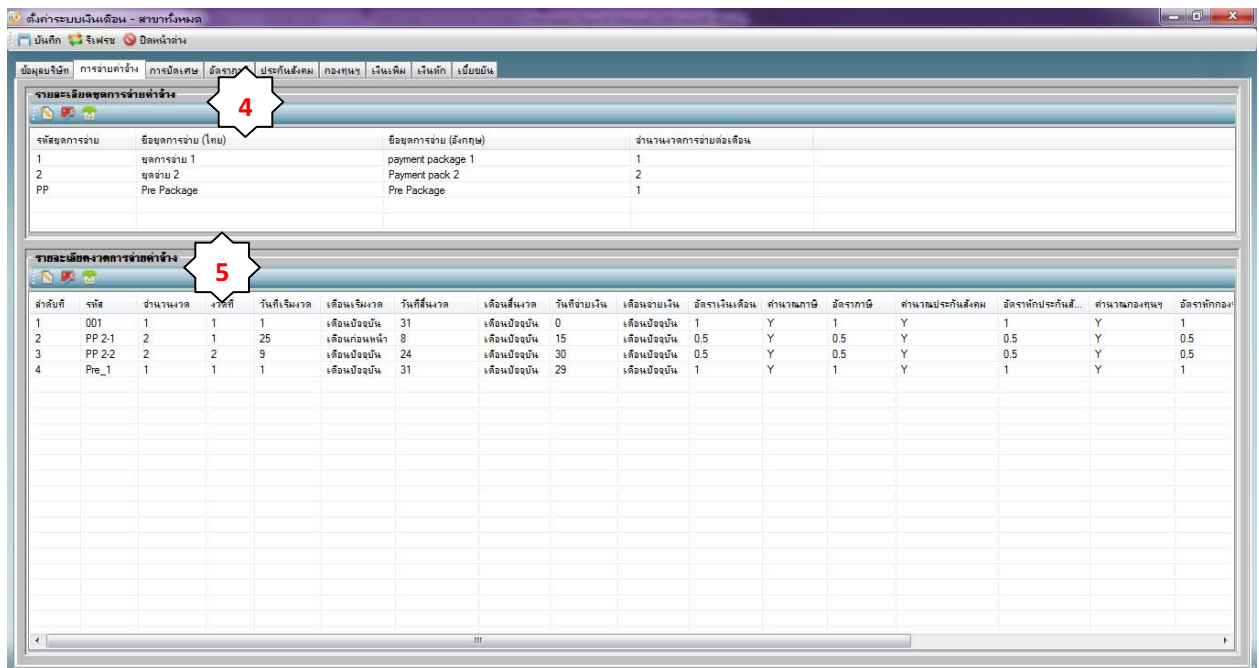 ตั้งค่าระบบเงินเดือน - สาขาทั้งหมด
บันทึก รีเฟรช ปิดหน้าต่าง
ข้อมูลบริษัท การจ่ายค่าจ้าง การปัดเศษ อัตราภาษี ประกันสังคม กองทุนฯ เงินเพิ่ม เงินหัก เบี้ยขยัน
รายละเอียดชุดการจ่ายค่าจ้าง
4
รหัสชุดการจ่าย ชื่อชุดการจ่าย (ไทย) ชื่อชุดการจ่าย (อังกฤษ) จำนวนงวดการจ่ายต่อเดือน
1 ชุดการจ่าย 1 payment package 1 1
2 ชุดจ่าย 2 Payment pack 2 2
PP Pre Package Pre Package 1
รายละเอียดงวดการจ่ายค่าจ้าง
5
ลำดับที่ รหัส จำนวนงวด งวดที่ วันที่เริ่มงวด เดือนเริ่มงวด วันที่สิ้นงวด เดือนสิ้นงวด วันที่จ่ายเงิน เดือนจ่ายเงิน อัตราเงินเดือน คำนวณภาษี อัตราภาษี คำนวณประกันสังคม อัตราหักประกันสั... คำนวณกองทุนฯ อัตราหักกอง
1 001 1 1 1 เดือนปัจจุบัน 31 เดือนปัจจุบัน 0 เดือนปัจจุบัน 1 Y 1 Y 1 Y 1
2 PP 2-1 2 1 25 เดือนก่อนหน้า 8 เดือนปัจจุบัน 15 เดือนปัจจุบัน 0.5 Y 0.5 Y 0.5 Y 0.5
3 PP 2-2 2 2 9 เดือนปัจจุบัน 24 เดือนปัจจุบัน 30 เดือนปัจจุบัน 0.5 Y 0.5 Y 0.5 Y 0.5
4 Pre_1 1 1 1 เดือนปัจจุบัน 31 เดือนปัจจุบัน 29 เดือนปัจจุบัน 1 Y 1 Y 1 Y 1